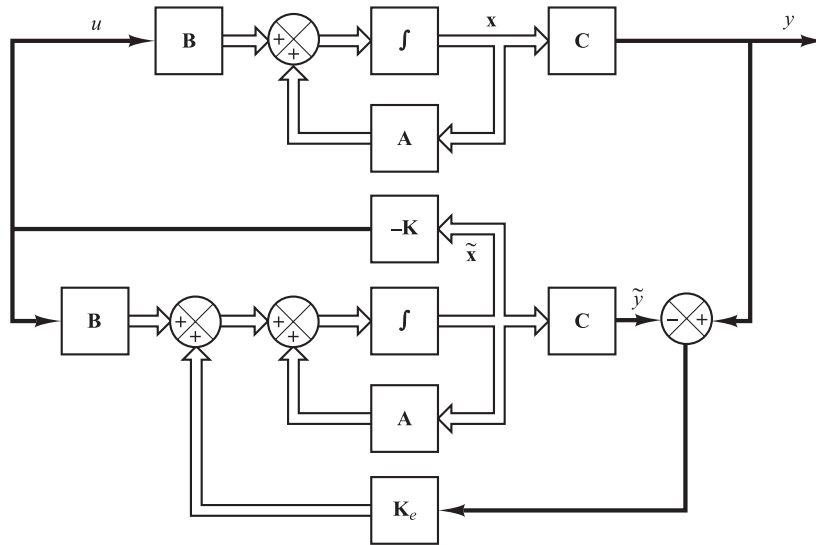 u B + + ∫ x C y
A
–K
x̃
B + + + + ∫ C ỹ – +
A
Kₑ